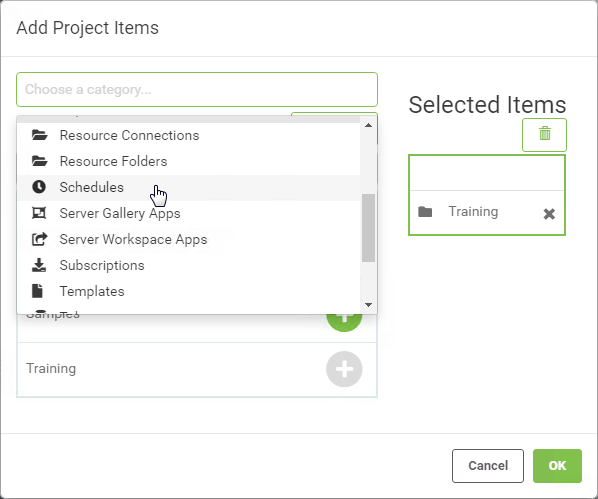 Add Project Items
Choose a category...
Selected Items
Resource Connections
Resource Folders
Schedules
Server Gallery Apps
Server Workspace Apps
Subscriptions
Templates
Training
Samples
Training
Cancel
OK